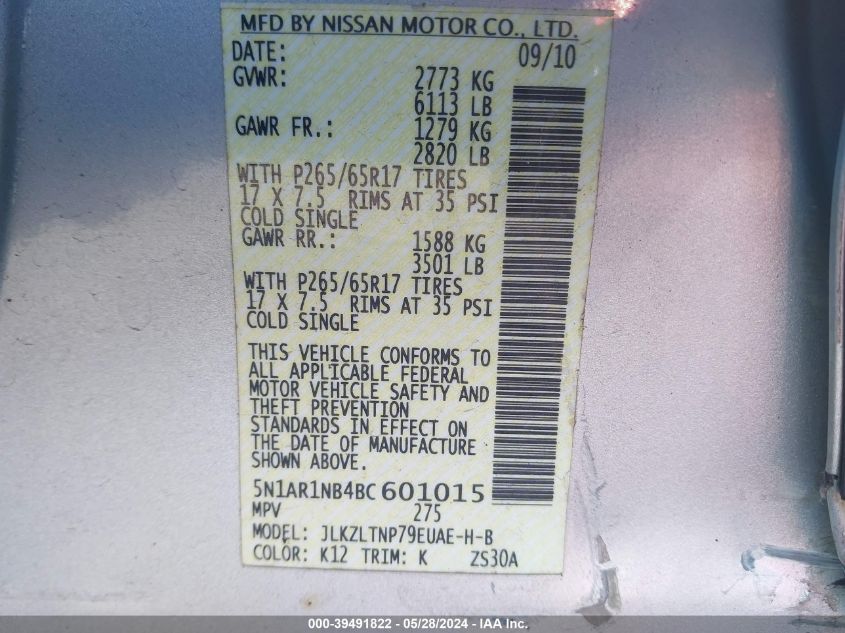 MFD BY NISSAN MOTOR CO., LTD.
DATE: 09/10
GVWR: 2773 KG
6113 LB
GAWR FR.: 1279 KG
2820 LB
WITH P265/65R17 TIRES
17 X 7.5 RIMS AT 35 PSI
COLD SINGLE
GAWR RR.: 1588 KG
3501 LB
WITH P265/65R17 TIRES
17 X 7.5 RIMS AT 35 PSI
COLD SINGLE
THIS VEHICLE CONFORMS TO
ALL APPLICABLE FEDERAL
MOTOR VEHICLE SAFETY AND
THEFT PREVENTION
STANDARDS IN EFFECT ON
THE DATE OF MANUFACTURE
SHOWN ABOVE.
5N1AR1NB4BC 601015
MPV 275
MODEL: JLKZLTNP79EUAE-H-B
COLOR: K12 TRIM: K ZS30A
000-39491822 - 05/28/2024 - IAA Inc.